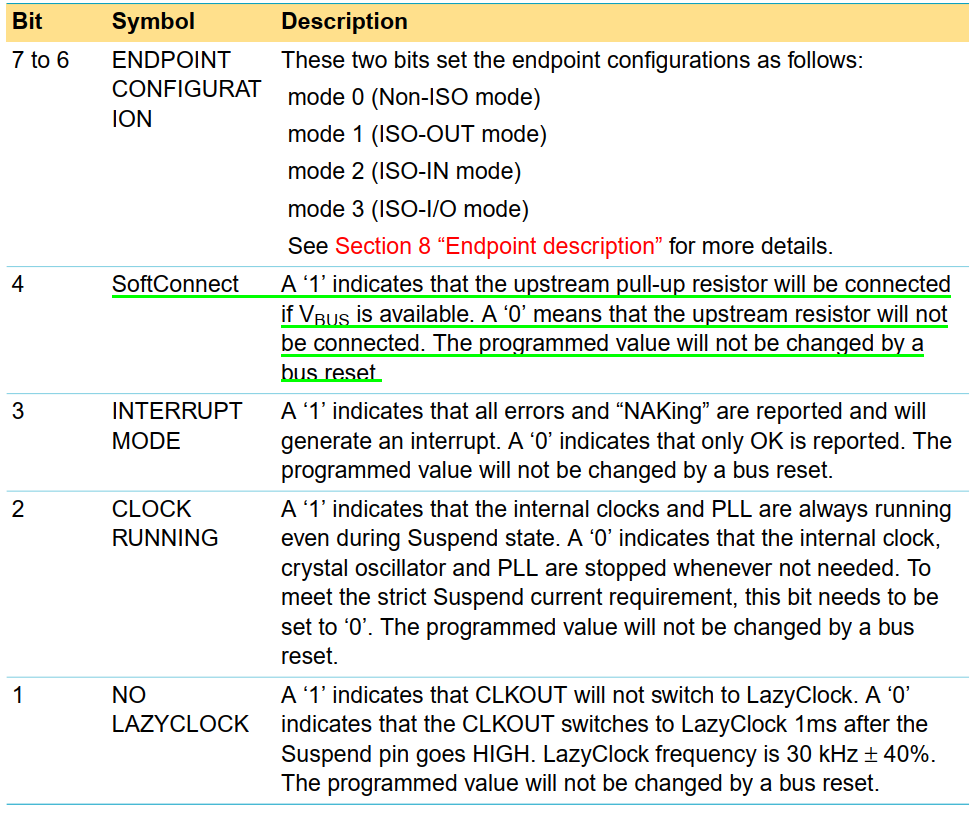 Bit Symbol Description
7 to 6 ENDPOINT These two bits set the endpoint configurations as follows:
CONFIGURAT mode 0 (Non-ISO mode)
ION
mode 1 (ISO-OUT mode)
mode 2 (ISO-IN mode)
mode 3 (ISO-I/O mode)
See Section 8 “Endpoint description” for more details.
4 SoftConnect A ‘1’ indicates that the upstream pull-up resistor will be connected
if VBUS is available. A ‘0’ means that the upstream resistor will not
be connected. The programmed value will not be changed by a
bus reset
3 INTERRUPT A ‘1’ indicates that all errors and “NAKing” are reported and will
MODE generate an interrupt. A ‘0’ indicates that only OK is reported. The
programmed value will not be changed by a bus reset.
2 CLOCK A ‘1’ indicates that the internal clocks and PLL are always running
RUNNING even during Suspend state. A ‘0’ indicates that the internal clock,
crystal oscillator and PLL are stopped whenever not needed. To
meet the strict Suspend current requirement, this bit needs to be
set to ‘0’. The programmed value will not be changed by a bus
reset.
1 NO A ‘1’ indicates that CLKOUT will not switch to LazyClock. A ‘0’
LAZYCLOCK indicates that the CLKOUT switches to LazyClock 1ms after the
Suspend pin goes HIGH. LazyClock frequency is 30 kHz ± 40%.
The programmed value will not be changed by a bus reset.